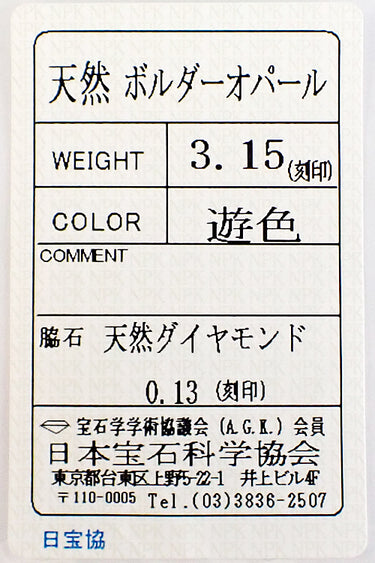 天然 ボルダーオパール
WEIGHT 3.15(刻印)
COLOR 遊色
COMMENT
脇石 天然ダイヤモンド
0.13 (刻印)
宝石学学術協議会 (A.G.K.) 会員
日本宝石科学協会
東京都台東区上野5-22-1 井上ビル4F
〒110-0005 Tel.(03)3836-2507
日宝協